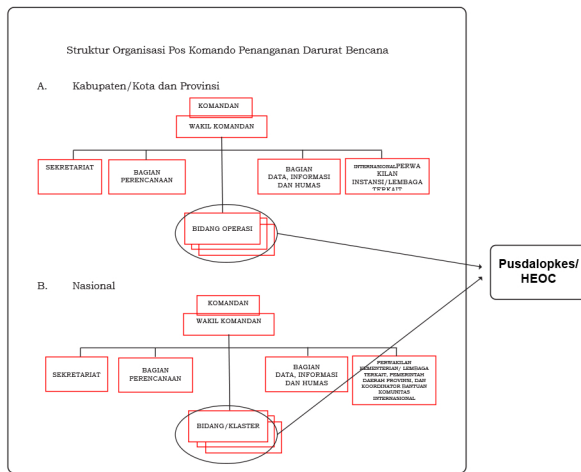 Struktur Organisasi Pos Komando Penanganan Darurat Bencana
A. Kabupaten/Kota dan Provinsi
KOMANDAN
WAKIL KOMANDAN
SEKRETARIAT
BAGIAN
PERENCANAAN
BAGIAN
DATA, INFORMASI
DAN HUMAS
INTERNASIONALPERWA
KILAN
INSTANSI/LEMBAGA
TERKAIT
BIDANG OPERASI
Pusdalopkes/
HEOC
B. Nasional
KOMANDAN
WAKIL KOMANDAN
SEKRETARIAT
BAGIAN
PERENCANAAN
BAGIAN
DATA, INFORMASI
DAN HUMAS
PERWAKILAN
KEMENTERIAN/ LEMBAGA
TERKAIT, PEMERINTAH
DAERAH PROVINSI, DAN
KOORDINATOR BANTUAN
KOMUNITAS
INTERNASIONAL
BIDANG/KLASTER